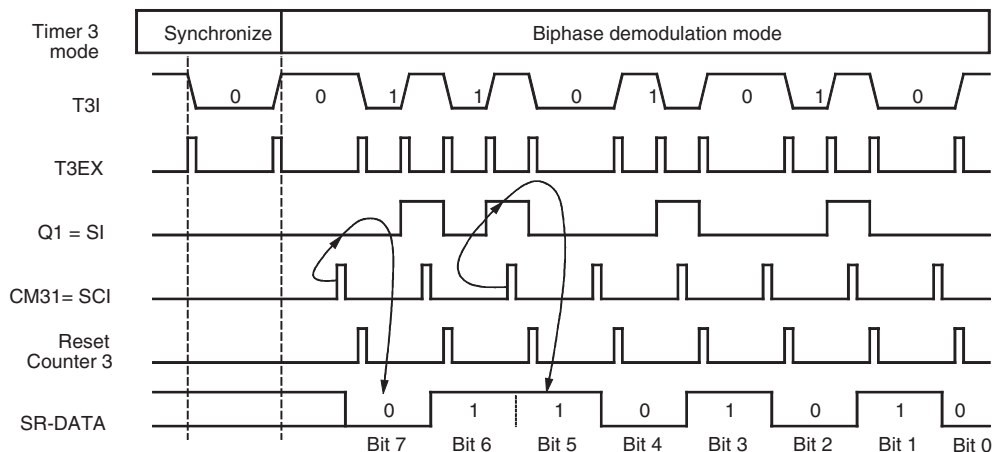 Timer 3
mode
Synchronize
Biphase demodulation mode
T3I
0 0 1 1 0 1 0 1 0
T3EX
Q1 = SI
CM31= SCI
Reset
Counter 3
SR-DATA
0 1 1 0 1 0 1 0
Bit 7 Bit 6 Bit 5 Bit 4 Bit 3 Bit 2 Bit 1 Bit 0